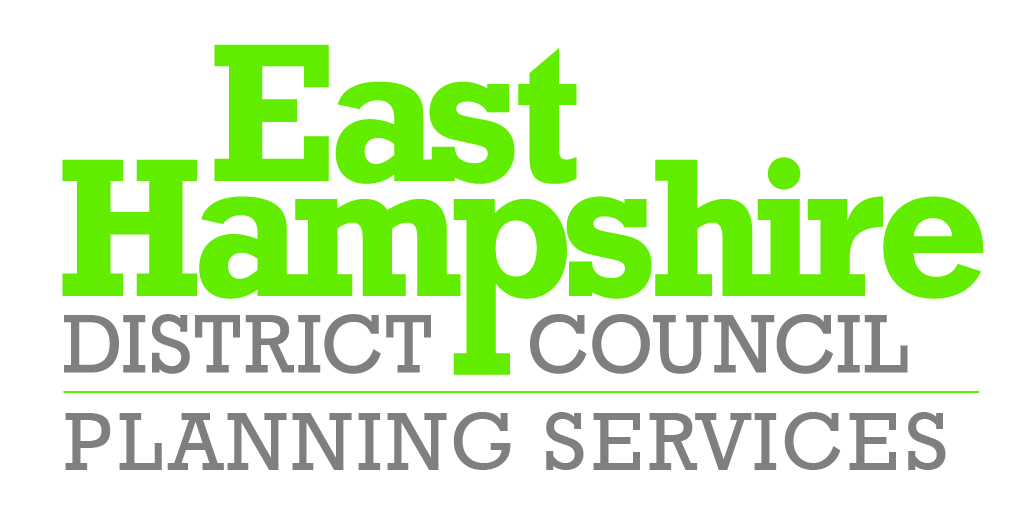 East
Hampshire
DISTRICT COUNCIL
PLANNING SERVICES